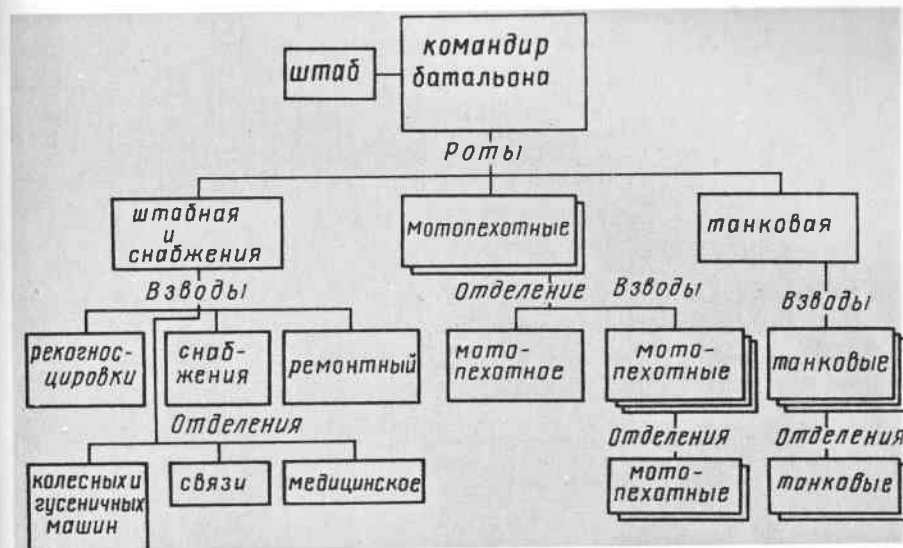 командир
батальона
штаб
Роты
штабная
и
снабжения
мотопехотные
танковая
Взводы
Отделение
Взводы
Взводы
рекогнос-
цировки
снаб-
жения
ремонтный
мото-
пехотное
мото-
пехотные
танковые
Отделения
Отделения
Отделения
колесных и
гусеничных
машин
связи
медицинское
мото-
пехотные
танковые